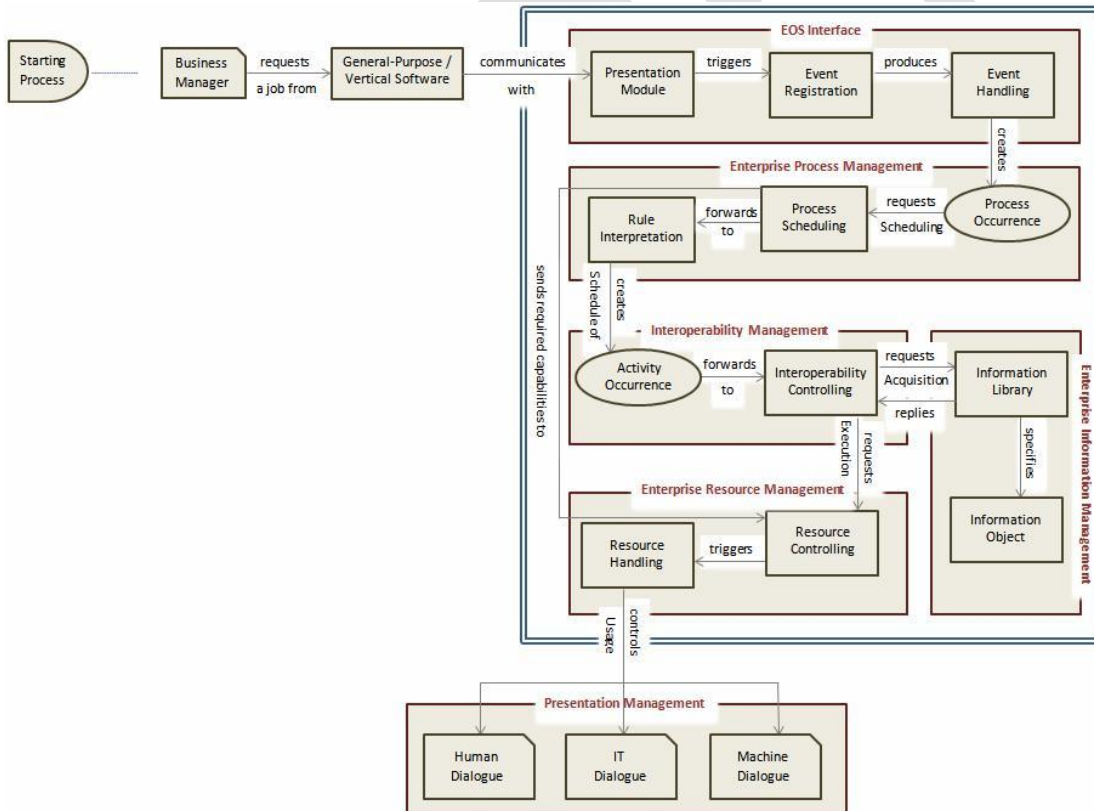 EOS Interface
Starting
Process
Business
Manager
requests
a job from
General-Purpose /
Vertical Software
communicates
with
Presentation
Module
triggers
Event
Registration
produces
Event
Handling
creates
Enterprise Process Management
Process
Occurrence
requests
Scheduling
Process
Scheduling
forwards
to
Rule
Interpretation
sends required capabilities to
creates
Schedule of
Interoperability Management
Activity
Occurrence
forwards
to
Interoperability
Controlling
requests
Acquisition
replies
Information
Library
specifies
Information
Object
Enterprise Information Management
requests
Execution
Enterprise Resource Management
Resource
Controlling
triggers
Resource
Handling
controls
Usage
Presentation Management
Human
Dialogue
IT
Dialogue
Machine
Dialogue